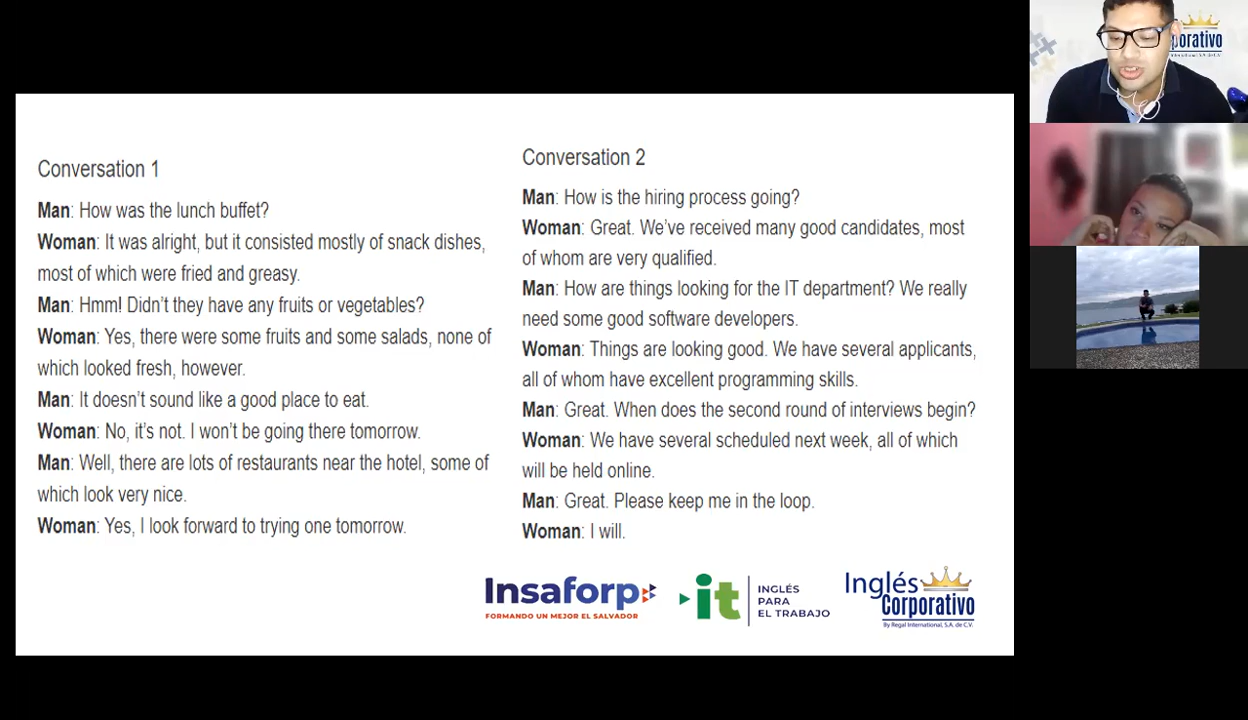 Conversation 1
Man: How was the lunch buffet?
Woman: It was alright, but it consisted mostly of snack dishes,
most of which were fried and greasy.
Man: Hmm! Didn't they have any fruits or vegetables?
Woman: Yes, there were some fruits and some salads, none of
which looked fresh, however.
Man: It doesn't sound like a good place to eat.
Woman: No, it's not. I won't be going there tomorrow.
Man: Well, there are lots of restaurants near the hotel, some of
which look very nice.
Woman: Yes, I look forward to trying one tomorrow.
Conversation 2
Man: How is the hiring process going?
Woman: Great. We've received many good candidates, most
of whom are very qualified.
Man: How are things looking for the IT department? We really
need some good software developers.
Woman: Things are looking good. We have several applicants,
all of whom have excellent programming skills.
Man: Great. When does the second round of interviews begin?
Woman: We have several scheduled next week, all of which
will be held online.
Man: Great. Please keep me in the loop.
Woman: I will.
Insaforp
FORMANDO UN MEJOR EL SALVADOR
it
INGLÉS
PARA
EL TRABAJO
Inglés
Corporativo
By Regal International, S.A. de C.V.
porativo
International, S.A. de C.V.